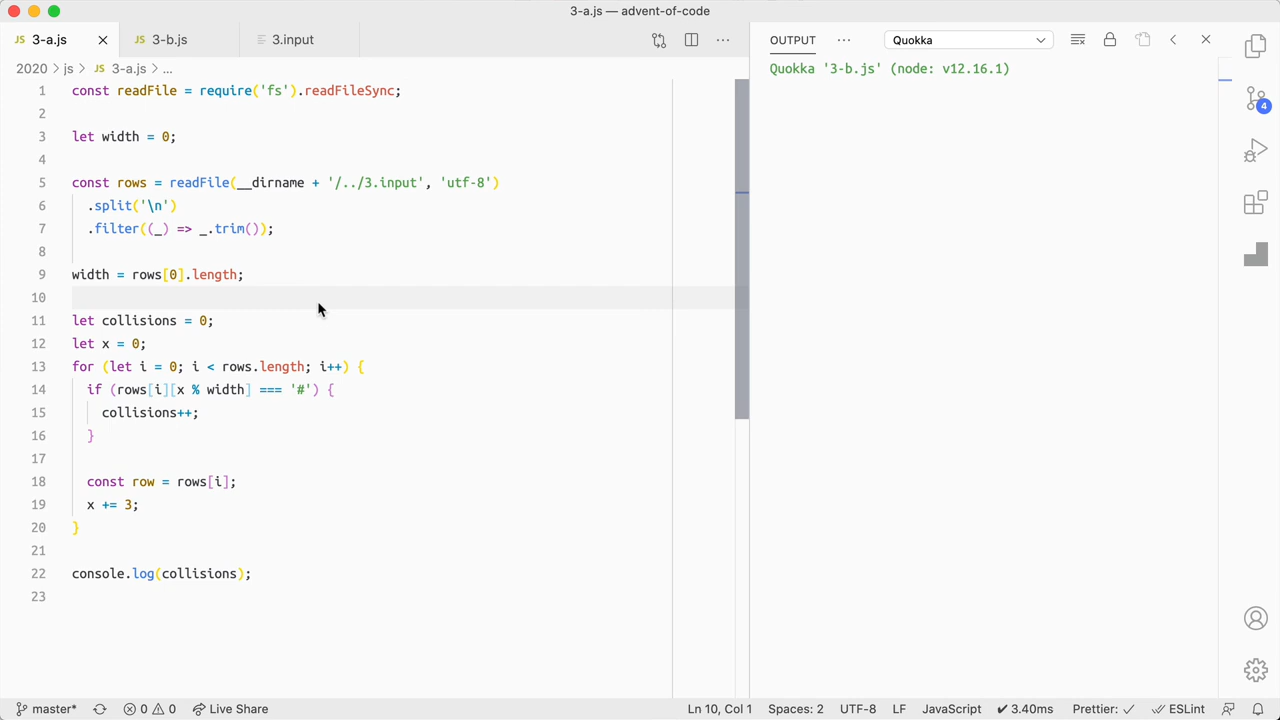 3-a.js — advent-of-code
JS 3-a.js
JS 3-b.js
3.input
2020 > js > JS 3-a.js > ...
1 const readFile = require('fs').readFileSync;
2
3 let width = 0;
4
5 const rows = readFile(__dirname + '/../3.input', 'utf-8')
6 .split('\n')
7 .filter((_) => _.trim());
8
9 width = rows[0].length;
10
11 let collisions = 0;
12 let x = 0;
13 for (let i = 0; i < rows.length; i++) {
14 if (rows[i][x % width] === '#') {
15 collisions++;
16 }
17
18 const row = rows[i];
19 x += 3;
20 }
21
22 console.log(collisions);
23
OUTPUT ... Quokka
Quokka '3-b.js' (node: v12.16.1)
4
master* 0 0 Live Share Ln 10, Col 1 Spaces: 2 UTF-8 LF JavaScript ✔ 3.40ms Prettier: ✓ ESLint